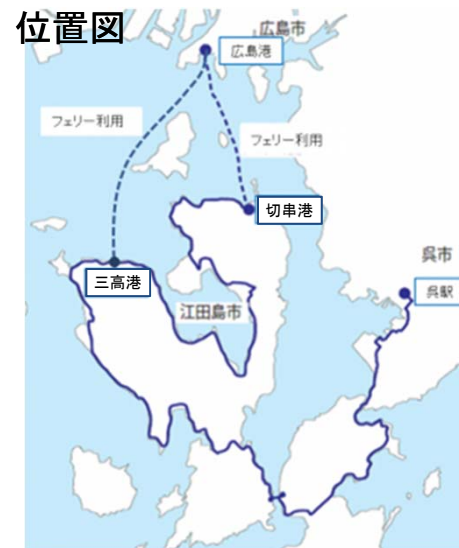 位置図
広島市
広島港
フェリー利用
フェリー利用
切串港
呉市
三高港
呉駅
江田島市